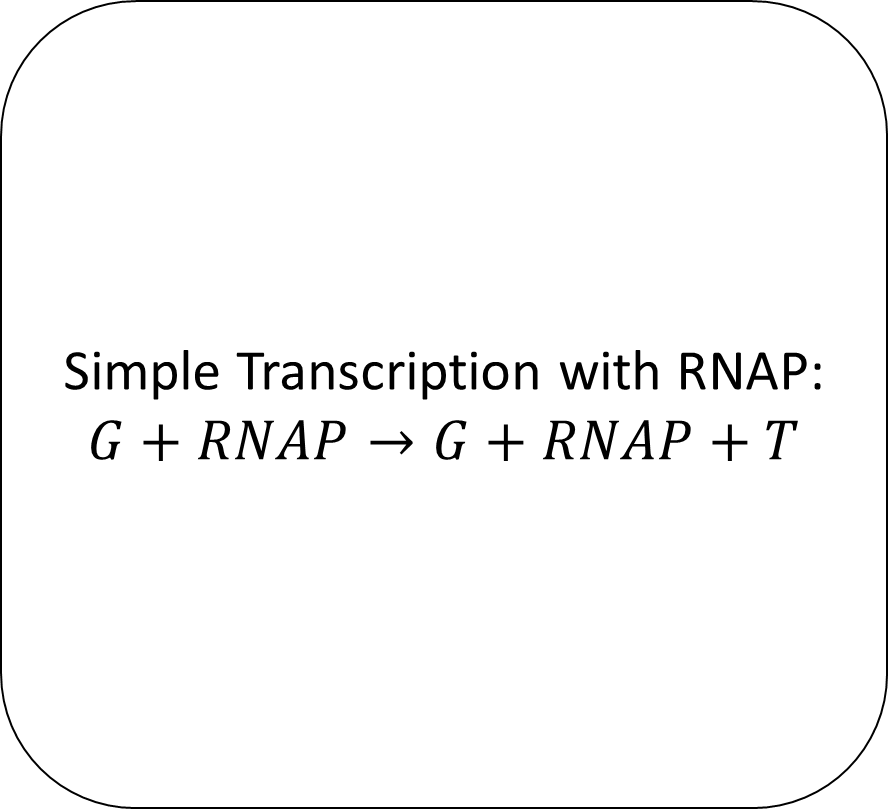 Simple Transcription with RNAP:
G + RNAP → G + RNAP + T